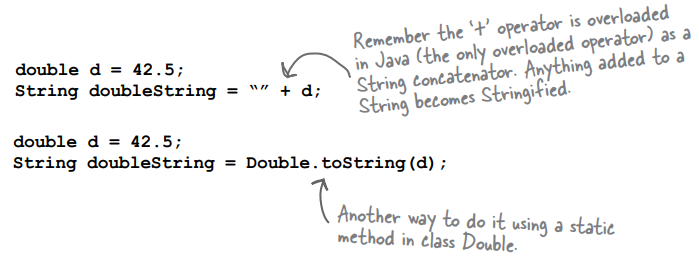 Remember the '+' operator is overloaded
in Java (the only overloaded operator) as a
String concatenator. Anything added to a
String becomes Stringified.
double d = 42.5;
String doubleString = “” + d;
double d = 42.5;
String doubleString = Double.toString(d);
Another way to do it using a static
method in class Double.